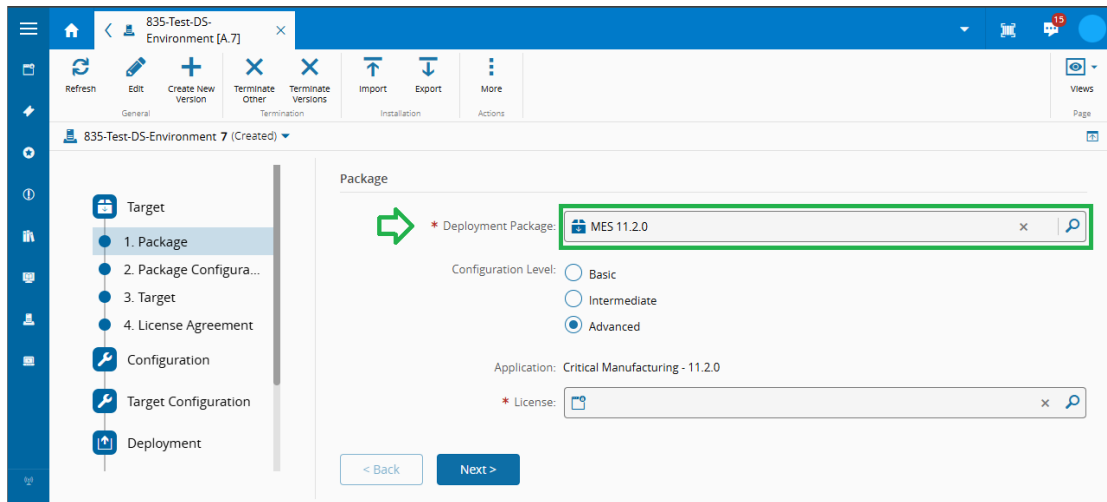 835-Test-DS-
Environment [A.7]
15
Refresh
Edit
Create New
Version
Terminate
Other
Terminate
Versions
Import
Export
More
Views
General
Termination
Installation
Actions
Page
835-Test-DS-Environment 7 (Created)
Target
1. Package
2. Package Configura...
3. Target
4. License Agreement
Configuration
Target Configuration
Deployment
Package
* Deployment Package: MES 11.2.0
Configuration Level:
Basic
Intermediate
Advanced
Application: Critical Manufacturing - 11.2.0
* License:
< Back
Next >